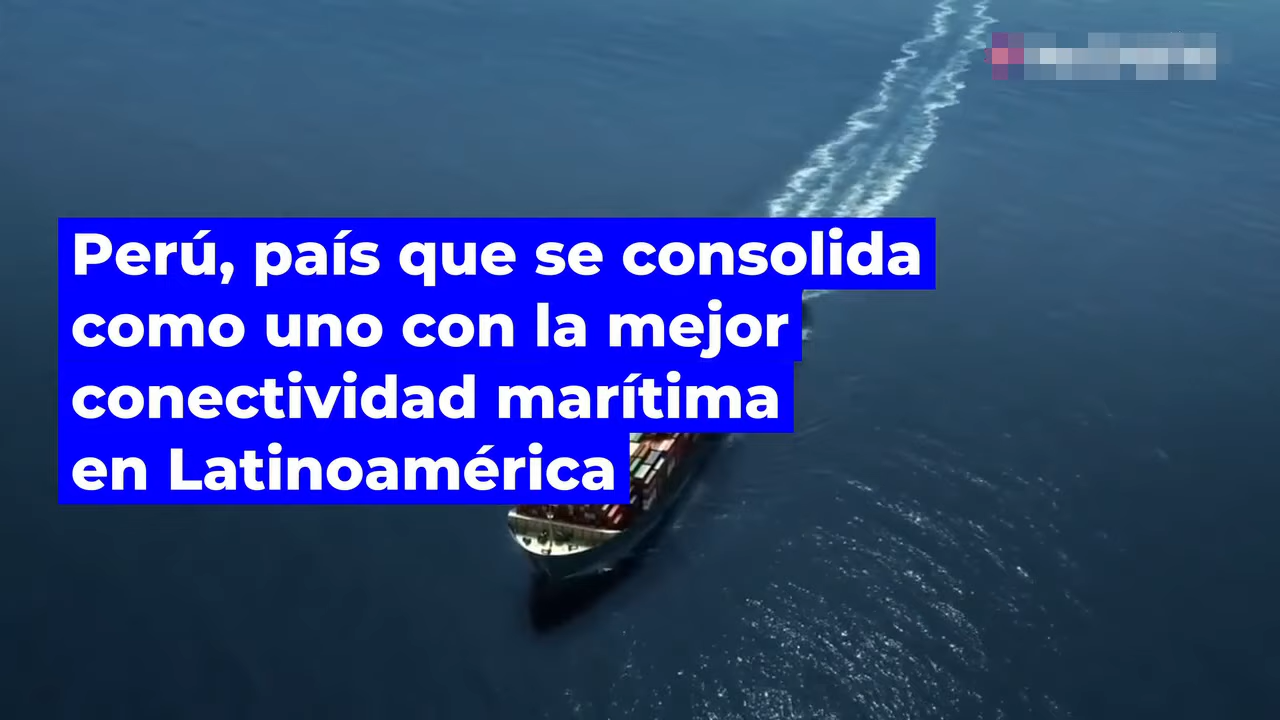 Perú, país que se consolida
como uno con la mejor
conectividad marítima
en Latinoamérica